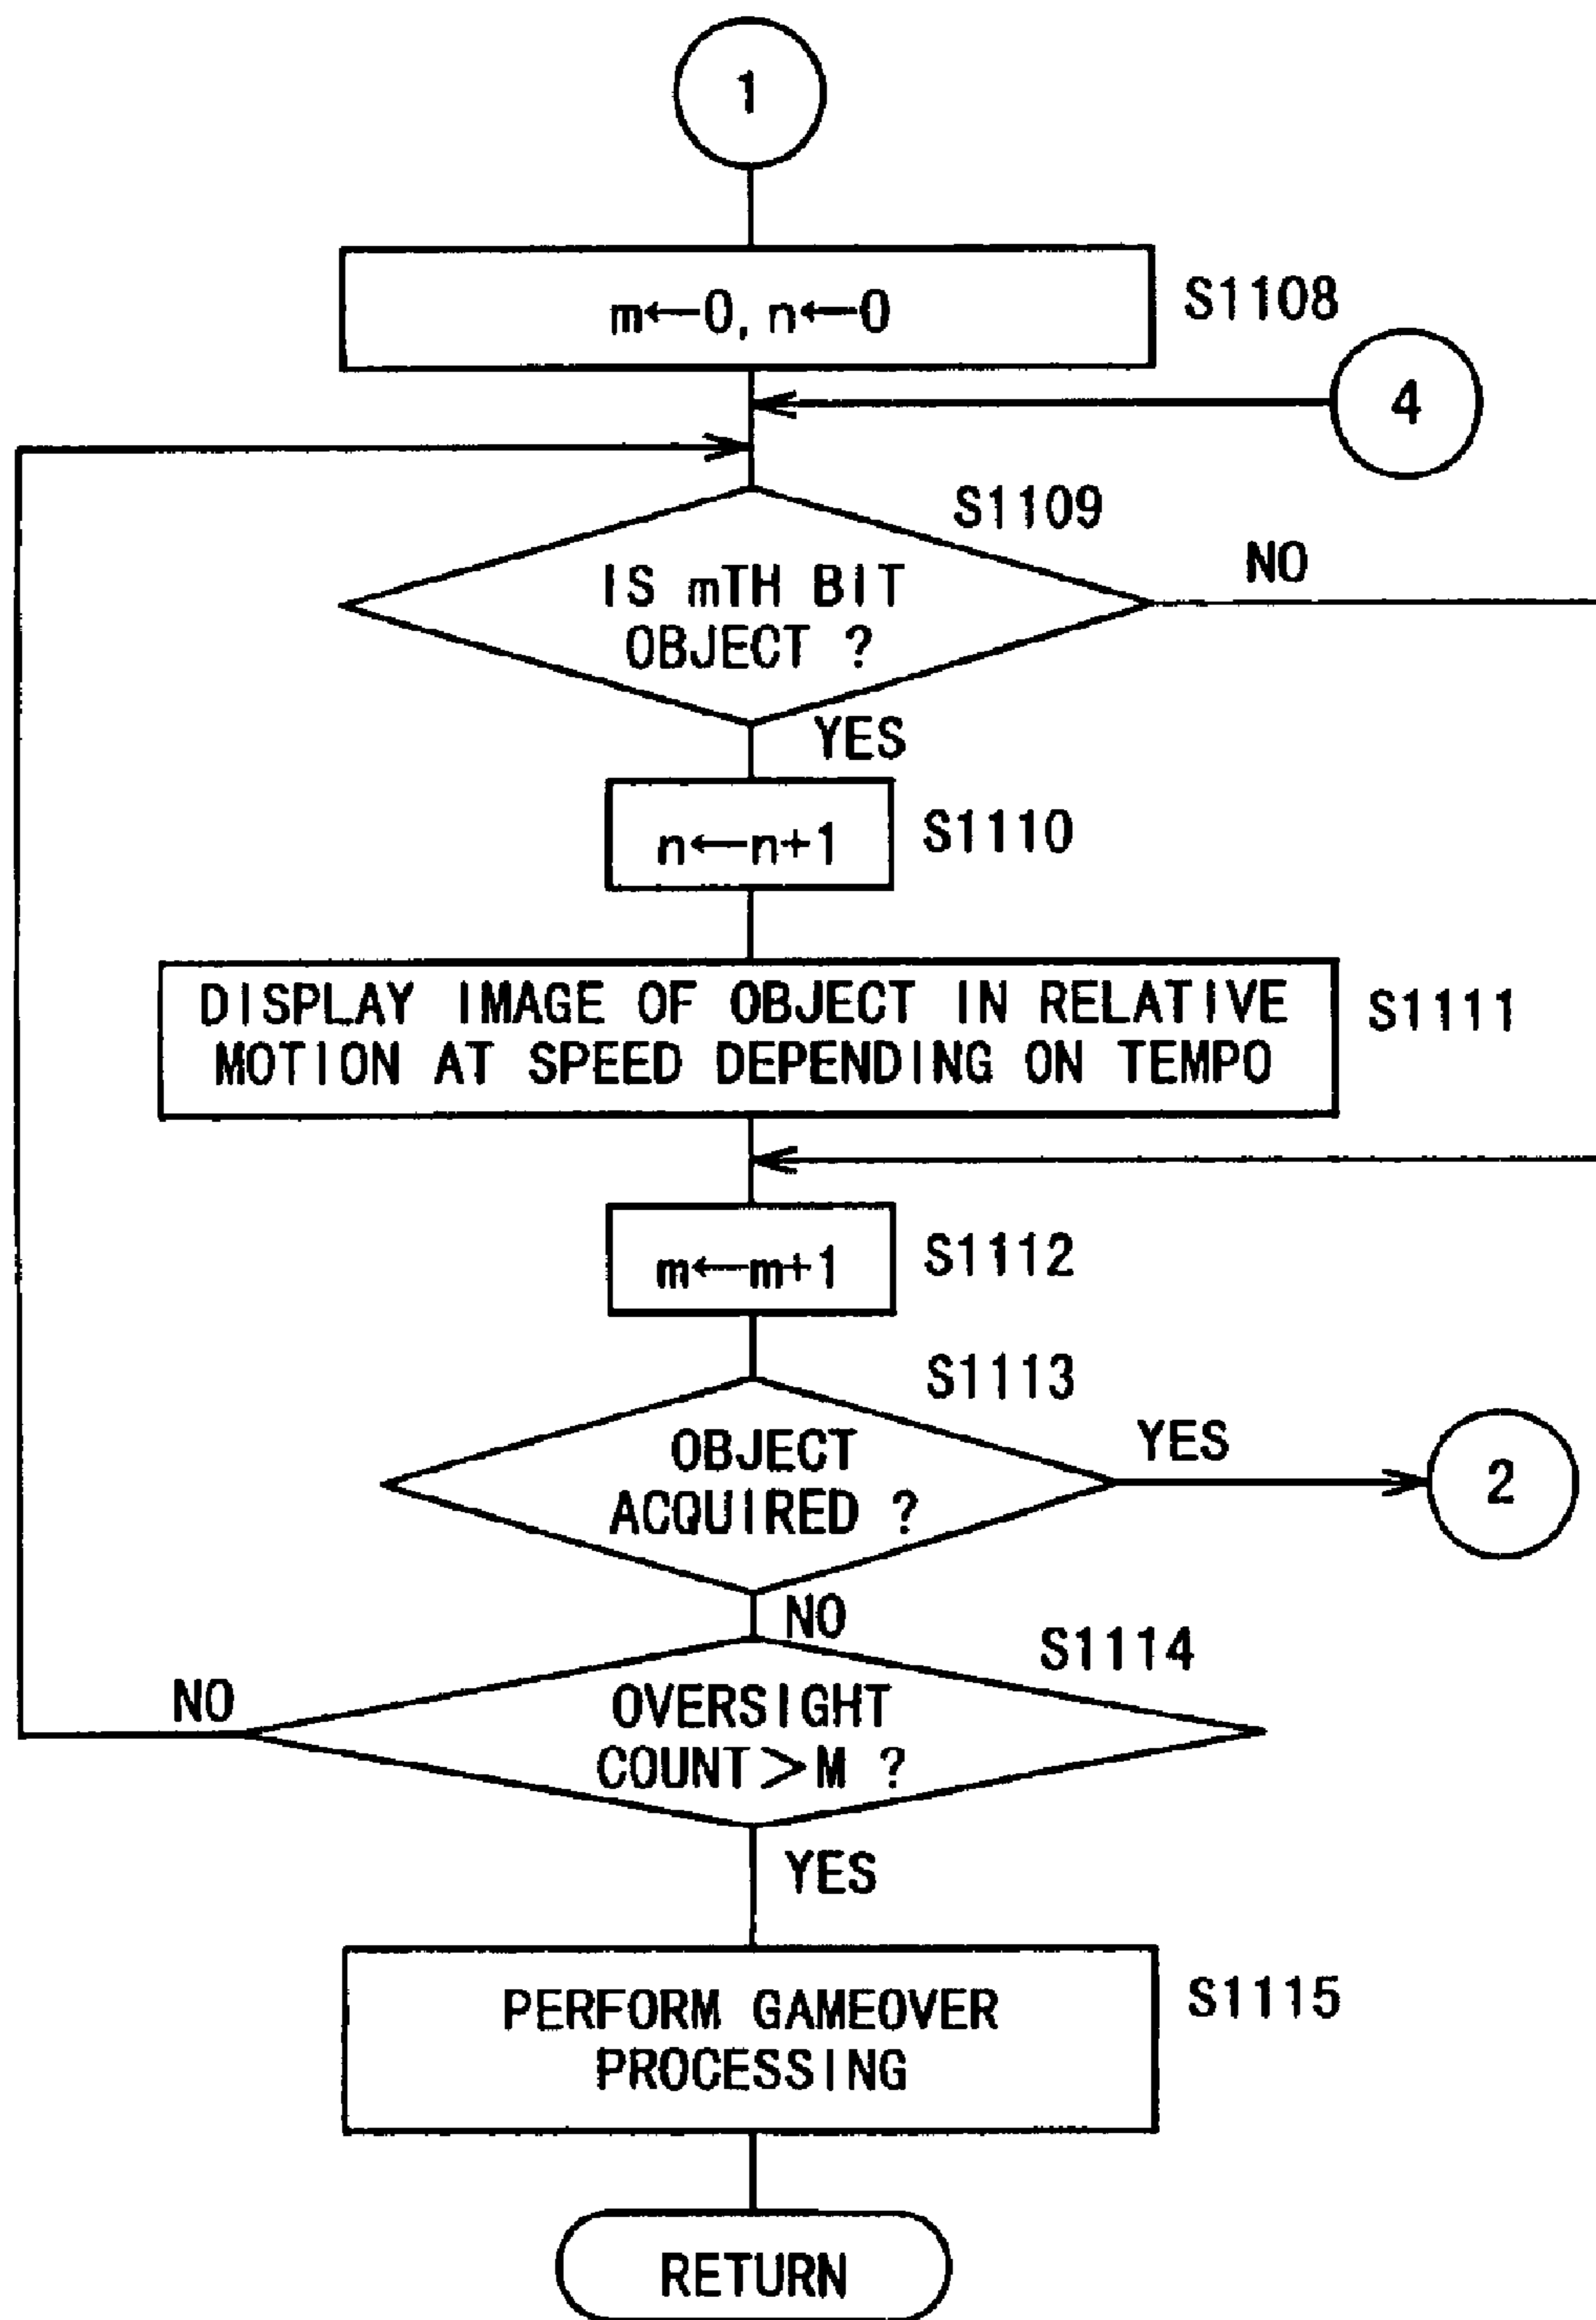 1
m←0, n←0
S1108
4
S1109
IS mTH BIT
OBJECT ?
NO
YES
n←n+1
S1110
DISPLAY IMAGE OF OBJECT IN RELATIVE
MOTION AT SPEED DEPENDING ON TEMPO
S1111
m←m+1
S1112
S1113
OBJECT
ACQUIRED ?
YES
2
NO
S1114
OVERSIGHT
COUNT>M ?
NO
YES
PERFORM GAMEOVER
PROCESSING
S1115
RETURN